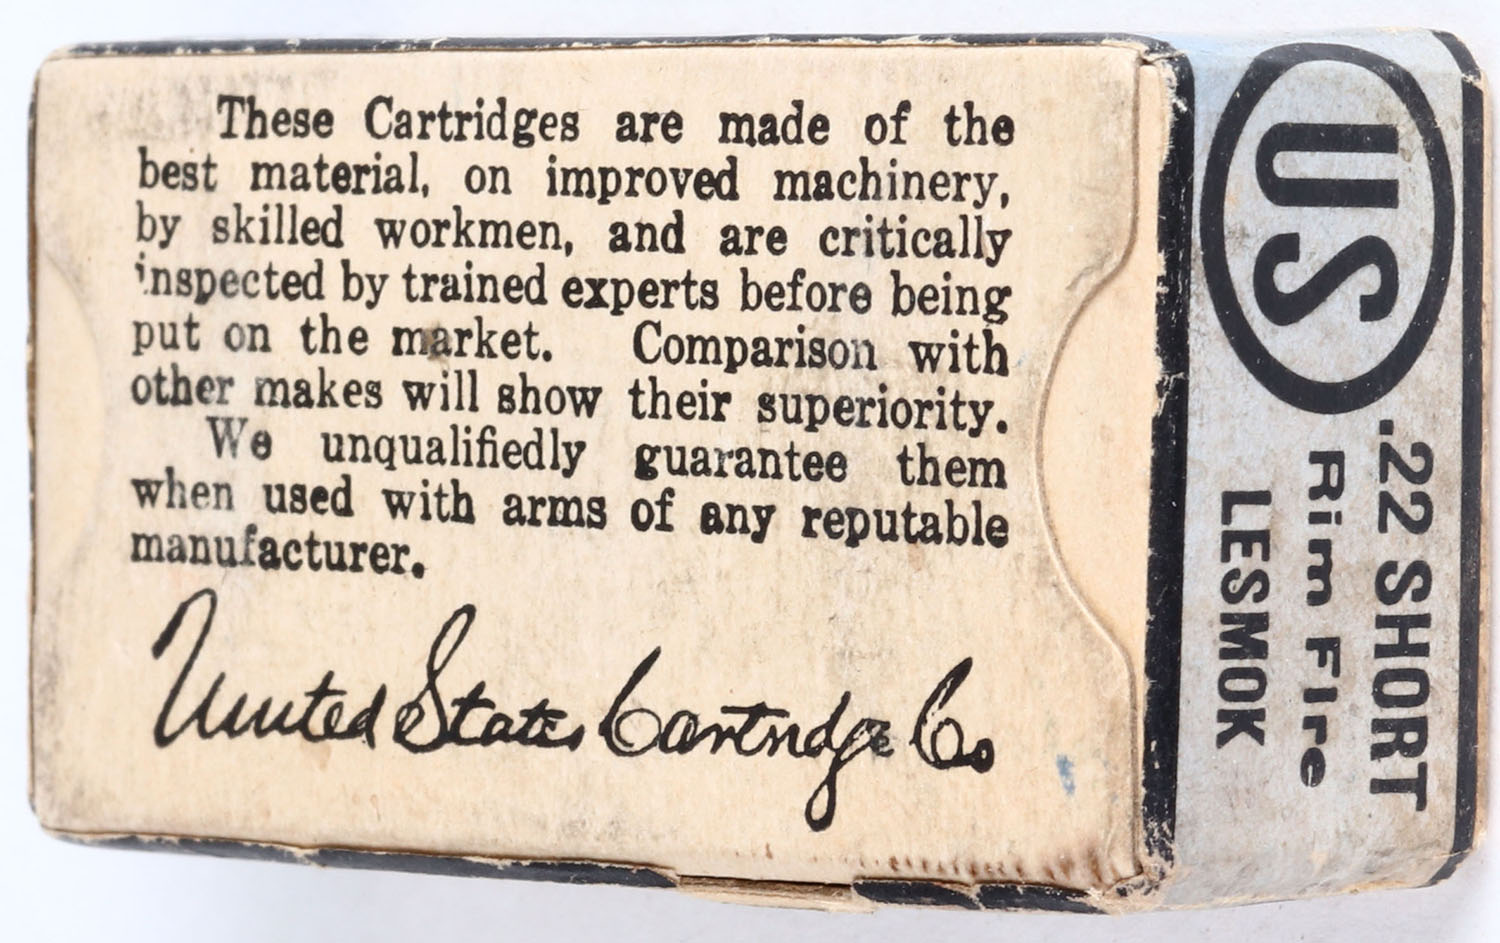 These Cartridges are made of the
best material, on improved machinery,
by skilled workmen, and are critically
inspected by trained experts before being
put on the market. Comparison with
other makes will show their superiority.
We unqualifiedly guarantee them
when used with arms of any reputable
manufacturer.
United States Cartridge Co
US
.22 SHORT
Rim Fire
LESMOK